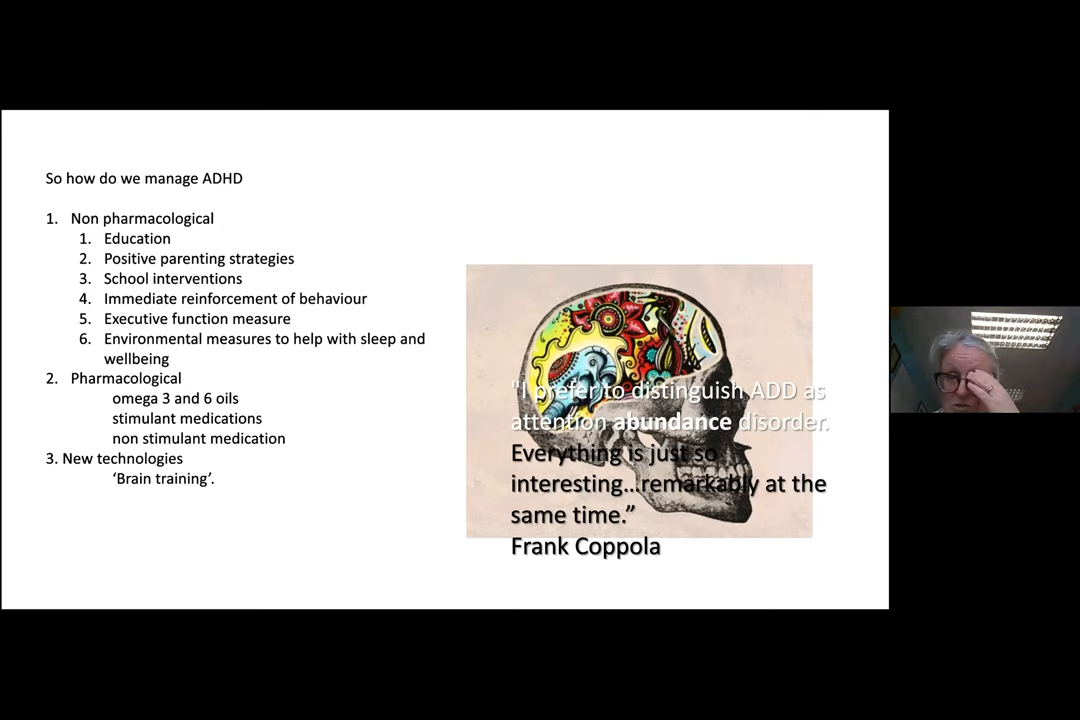 So how do we manage ADHD
1. Non pharmacological
1. Education
2. Positive parenting strategies
3. School interventions
4. Immediate reinforcement of behaviour
5. Executive function measure
6. Environmental measures to help with sleep and
wellbeing
2. Pharmacological
omega 3 and 6 oils
stimulant medications
non stimulant medication
3. New technologies
‘Brain training’.
"I prefer to distinguish ADD as
attention abundance disorder.
Everything is just so
interesting…remarkably at the
same time.”
Frank Coppola